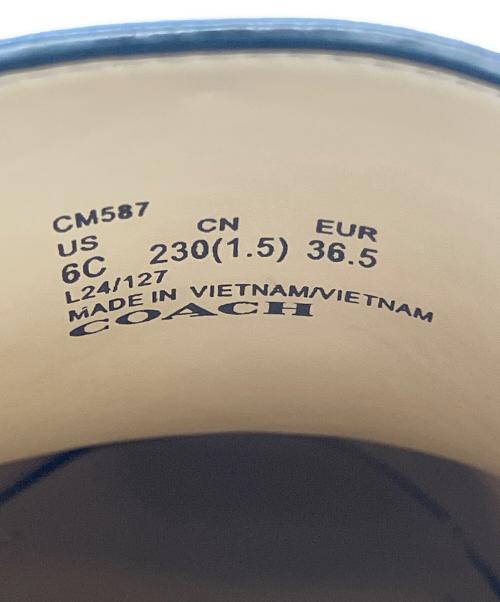 CM587
US CN EUR
6C 230(1.5) 36.5
L24/127
MADE IN VIETNAM/VIETNAM
COACH